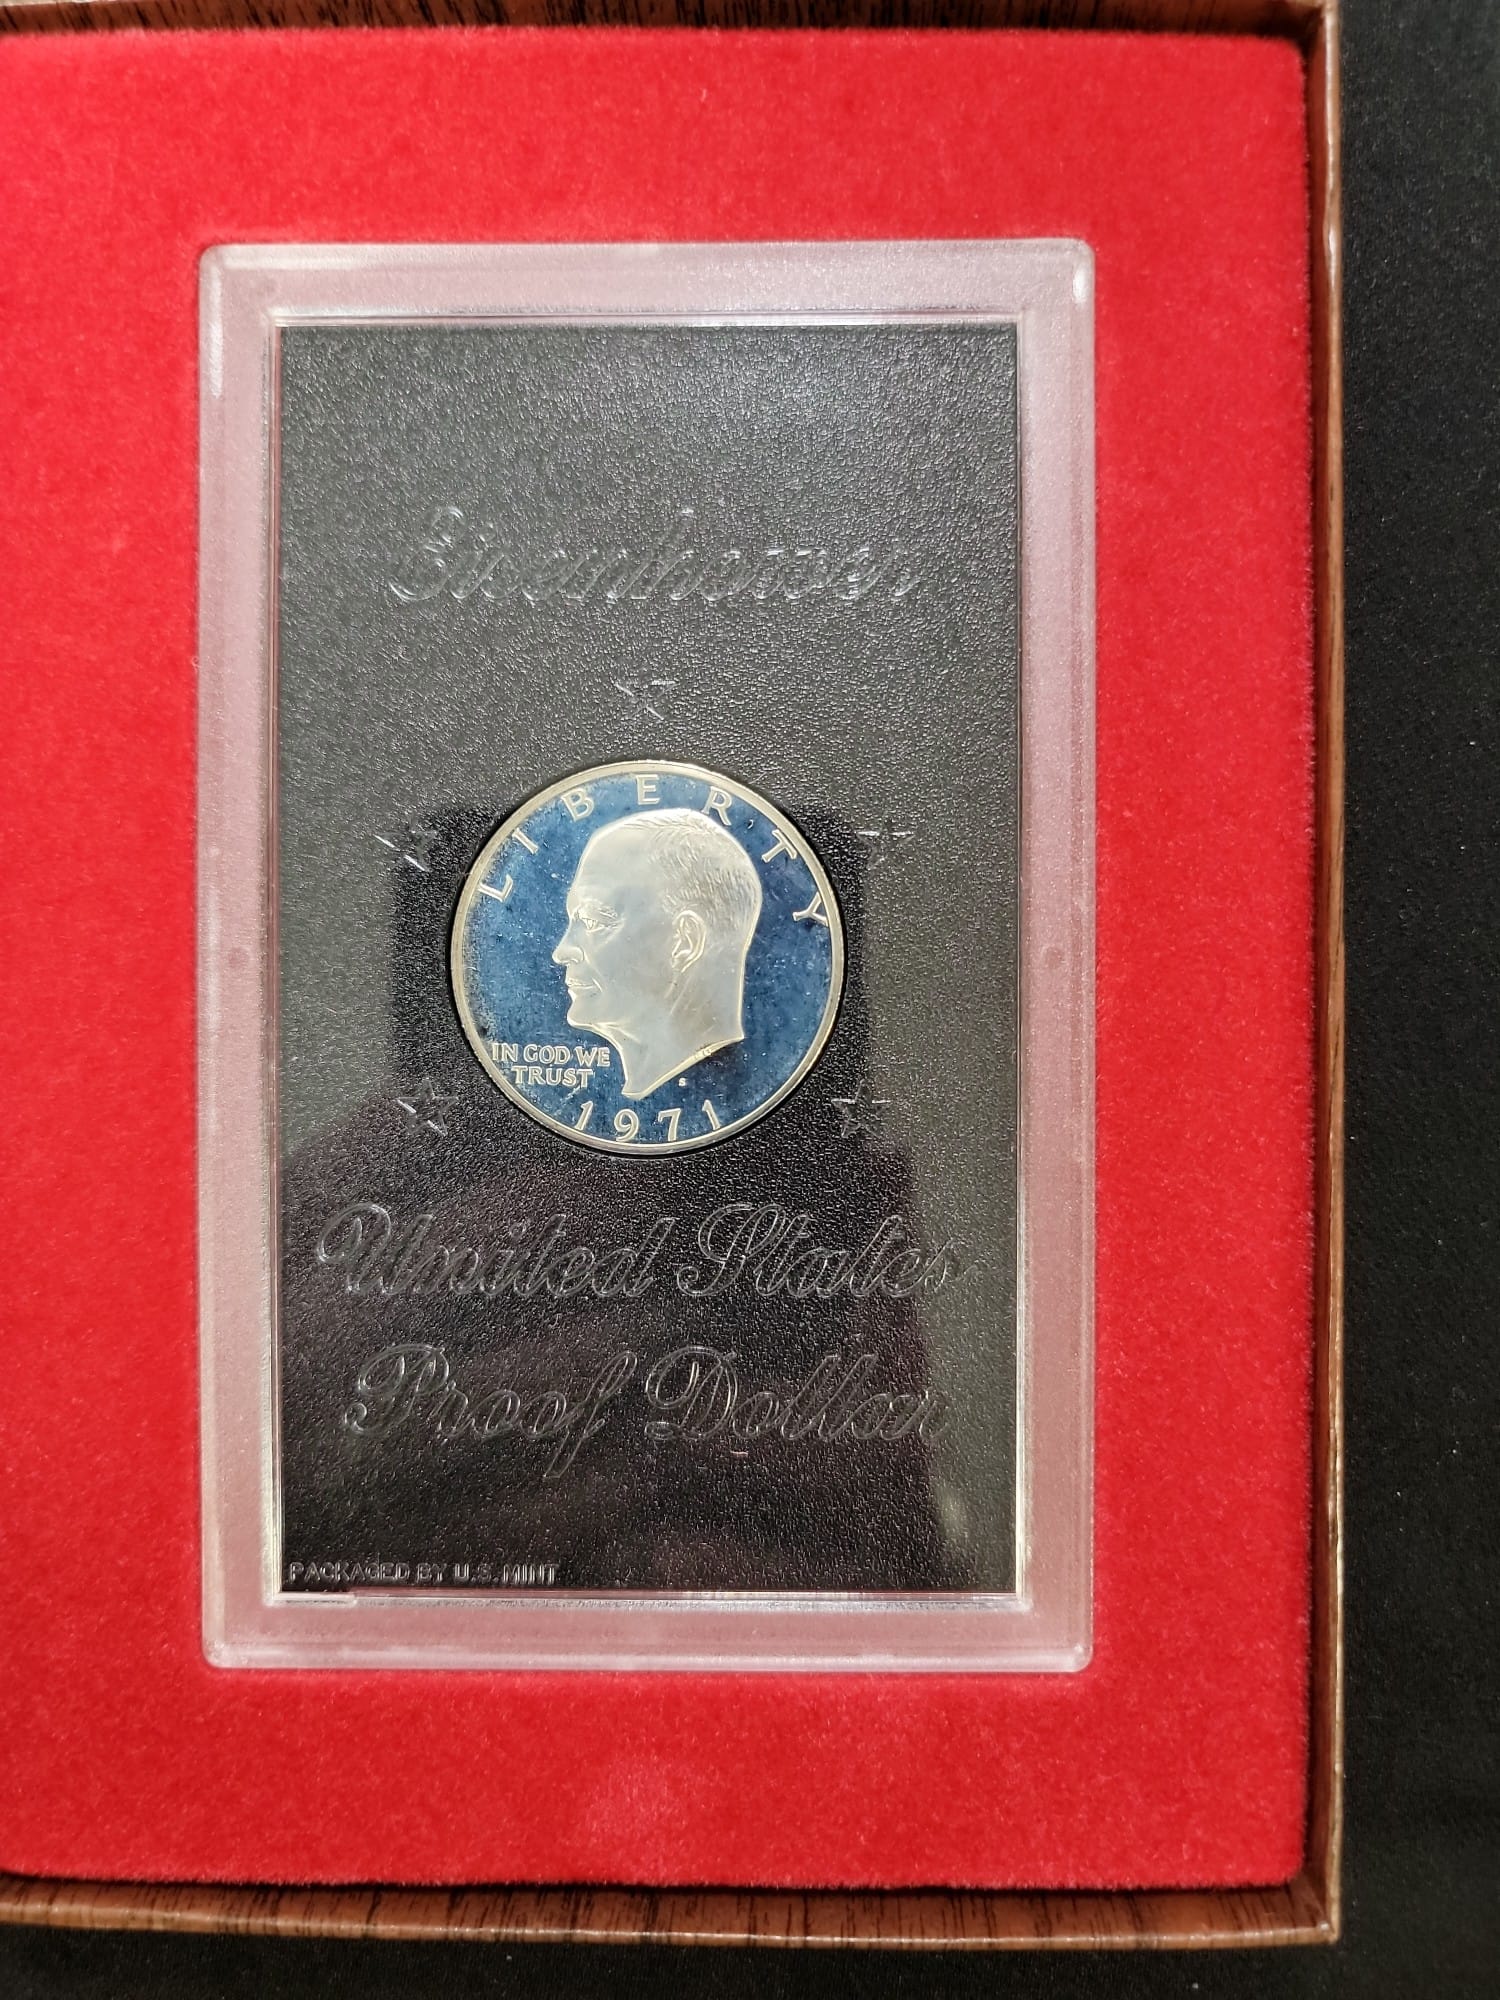 Eisenhower
LIBERTY
IN GOD WE
TRUST
S
1971
United States
Proof Dollar
PACKAGED BY U.S. MINT